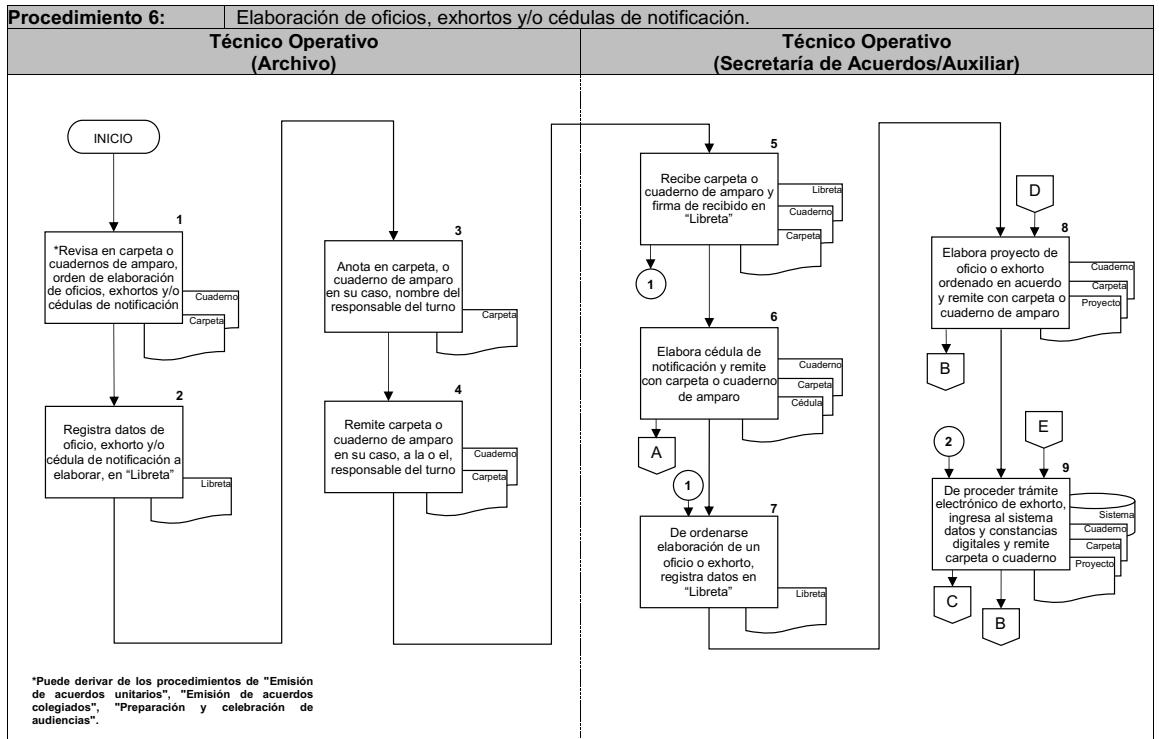 Procedimiento 6: Elaboración de oficios, exhortos y/o cédulas de notificación.
Técnico Operativo
(Archivo)
Técnico Operativo
(Secretaría de Acuerdos/Auxiliar)
INICIO
1
*Revisa en carpeta o
cuadernos de amparo,
orden de elaboración
de oficios, exhortos y/o
cédulas de notificación
Cuaderno
Carpeta
2
Registra datos de
oficio, exhorto y/o
cédula de notificación a
elaborar, en “Libreta”
Libreta
3
Anota en carpeta, o
cuaderno de amparo
en su caso, nombre del
responsable del turno
Carpeta
4
Remite carpeta o
cuaderno de amparo
en su caso, a la o el,
responsable del turno
Cuaderno
Carpeta
5
Recibe carpeta o
cuaderno de amparo y
firma de recibido en
“Libreta”
Libreta
Cuaderno
Carpeta
1
6
Elabora cédula de
notificación y remite
con carpeta o cuaderno
de amparo
Cuaderno
Carpeta
Cédula
A
1
7
De ordenarse
elaboración de un
oficio o exhorto,
registra datos en
“Libreta”
Libreta
D
8
Elabora proyecto de
oficio o exhorto
ordenado en acuerdo
y remite con carpeta o
cuaderno de amparo
Cuaderno
Carpeta
Proyecto
B
2
E
9
De proceder trámite
electrónico de exhorto,
ingresa al sistema
datos y constancias
digitales y remite
carpeta o cuaderno
Sistema
Cuaderno
Carpeta
Proyecto
C
B
*Puede derivar de los procedimientos de "Emisión
de acuerdos unitarios", "Emisión de acuerdos
colegiados", "Preparación y celebración de
audiencias".